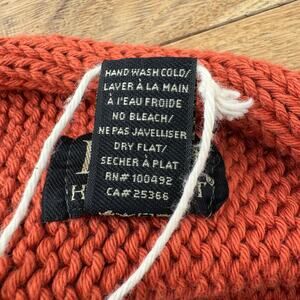 HAND WASH COLD/
LAVER À LA MAIN
À L'EAU FROIDE
NO BLEACH/
NE PAS JAVELLISER
DRY FLAT/
SECHER À PLAT
RN# 100492
CA# 25366